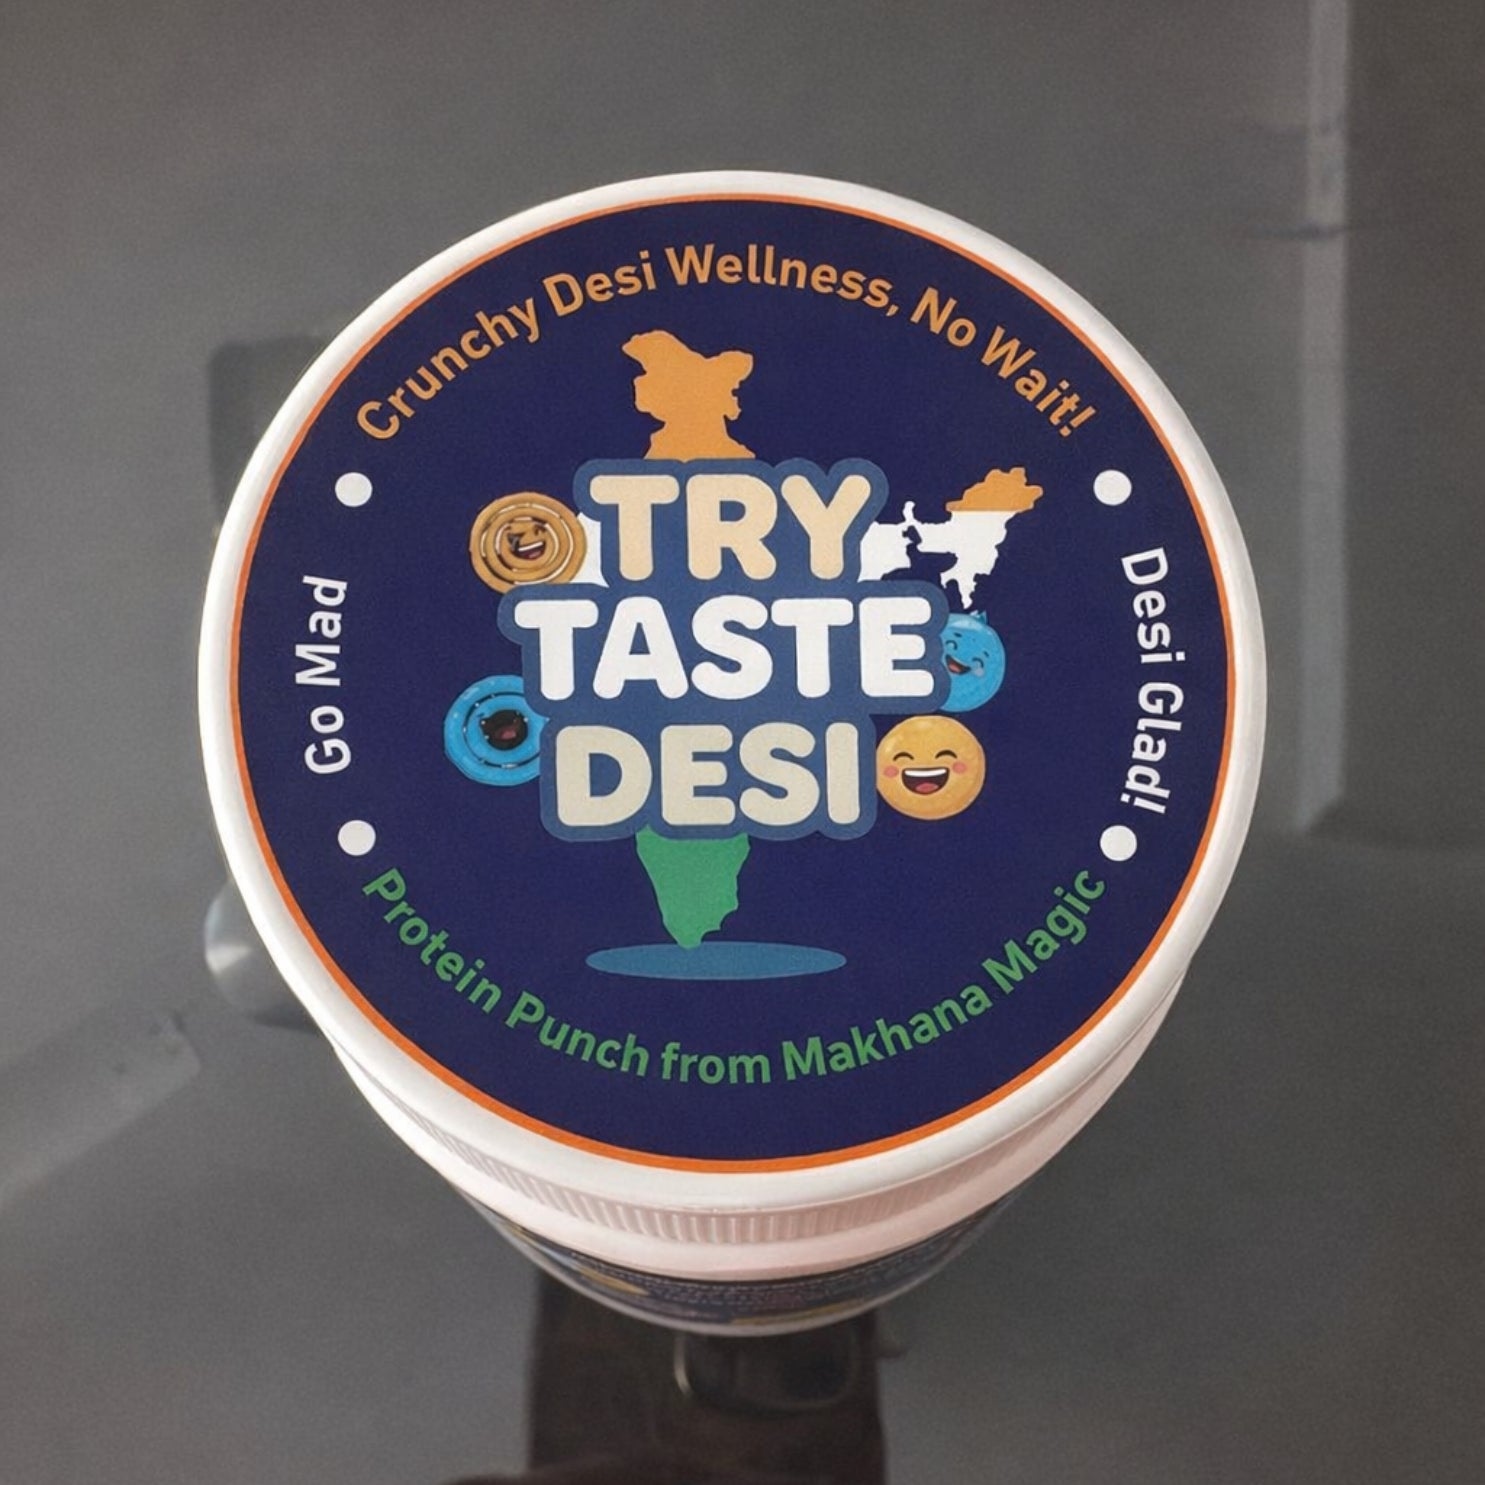 Crunchy Desi Wellness, No Wait!
TRY
TASTE
DESI
Go Mad
Desi Glad!
Protein Punch from Makhana Magic